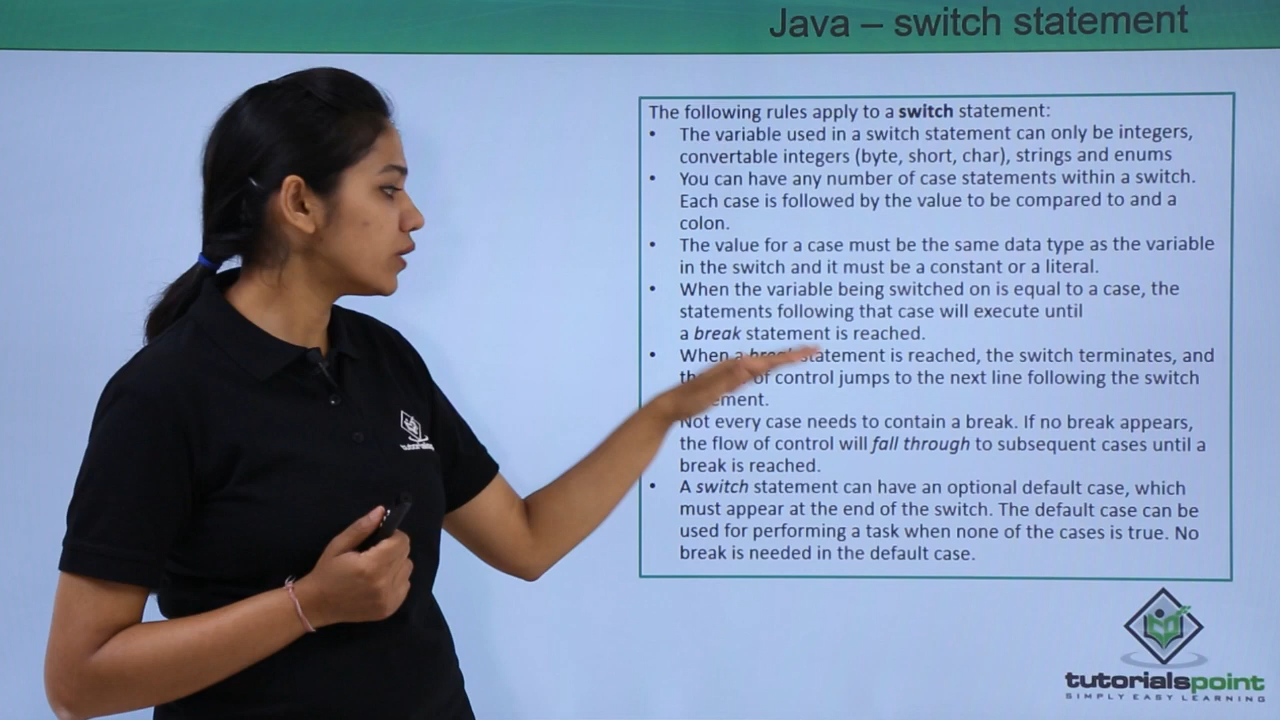 Java – switch statement
The following rules apply to a switch statement:
• The variable used in a switch statement can only be integers,
convertable integers (byte, short, char), strings and enums
• You can have any number of case statements within a switch.
Each case is followed by the value to be compared to and a
colon.
• The value for a case must be the same data type as the variable
in the switch and it must be a constant or a literal.
• When the variable being switched on is equal to a case, the
statements following that case will execute until
a break statement is reached.
• When a break statement is reached, the switch terminates, and
of control jumps to the next line following the switch
Not every case needs to contain a break. If no break appears,
the flow of control will fall through to subsequent cases until a
break is reached.
• A switch statement can have an optional default case, which
must appear at the end of the switch. The default case can be
used for performing a task when none of the cases is true. No
break is needed in the default case.
tutorialspoint
SIMPLY EASY LEARNING